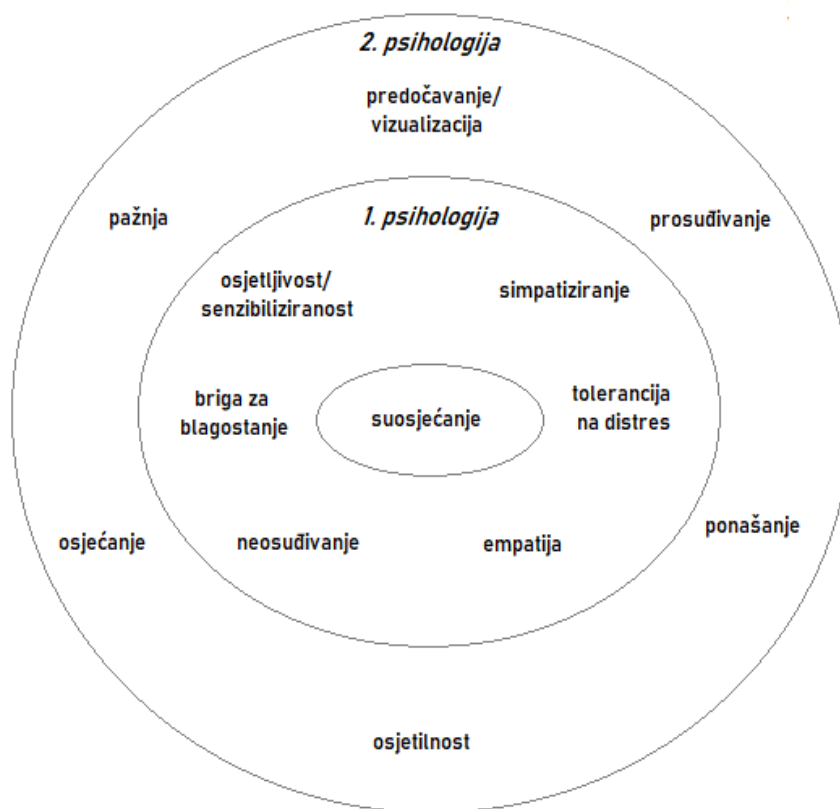 2. psihologija
predočavanje/
vizualizacija
pažnja
prosuđivanje
1. psihologija
osjetljivost/
senzibiliziranost
simpatiziranje
briga za
blagostanje
suosjećanje
tolerancija
na distres
osjećanje
neosuđivanje
empatija
ponašanje
osjetilnost